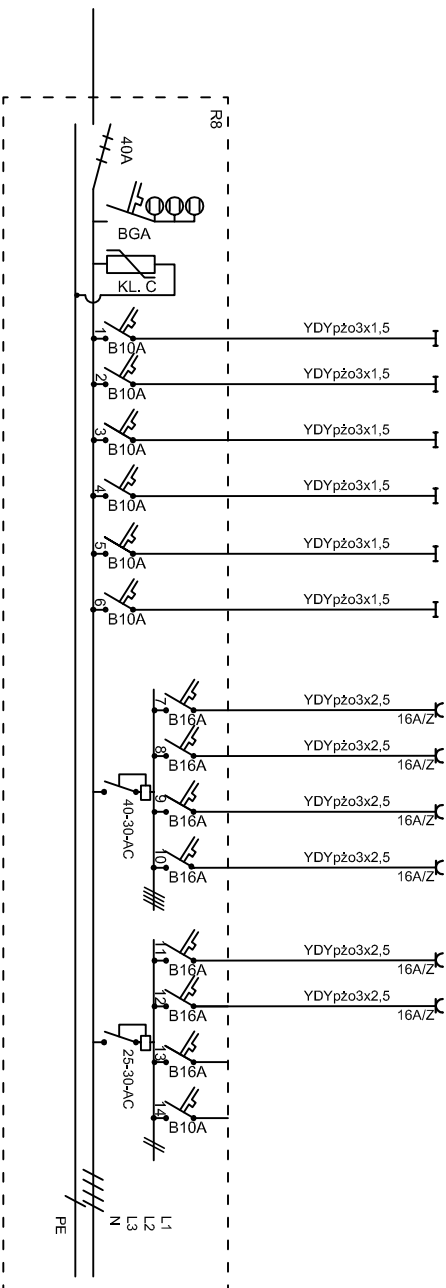 R8
40A
BGA
KL. C
YDYpżo3x1,5
1
B10A
YDYpżo3x1,5
2
B10A
YDYpżo3x1,5
3
B10A
YDYpżo3x1,5
4
B10A
YDYpżo3x1,5
5
B10A
YDYpżo3x1,5
6
B10A
YDYpżo3x2,5
7
B16A
16A/Z
YDYpżo3x2,5
8
B16A
16A/Z
40-30-AC
YDYpżo3x2,5
9
B16A
16A/Z
YDYpżo3x2,5
10
B16A
16A/Z
YDYpżo3x2,5
11
B16A
16A/Z
YDYpżo3x2,5
12
B16A
16A/Z
25-30-AC
13
B16A
14
B10A
L1
L2
L3
N
PE